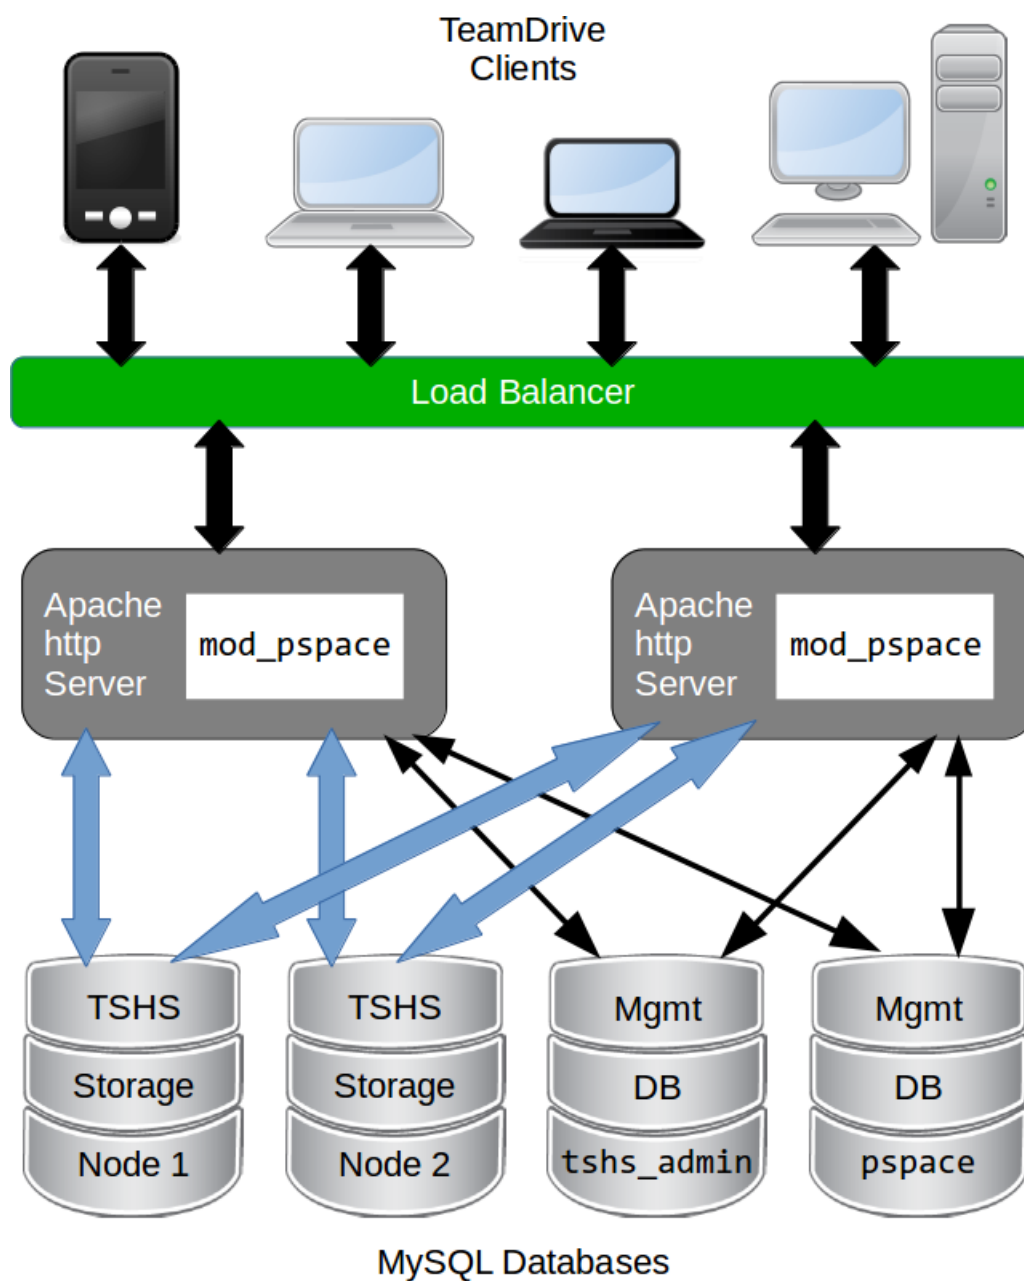 TeamDrive
Clients
Load Balancer
Apache
http
Server
mod_pspace
Apache
http
Server
mod_pspace
TSHS
Storage
Node 1
TSHS
Storage
Node 2
Mgmt
DB
tshs_admin
Mgmt
DB
pspace
MySQL Databases